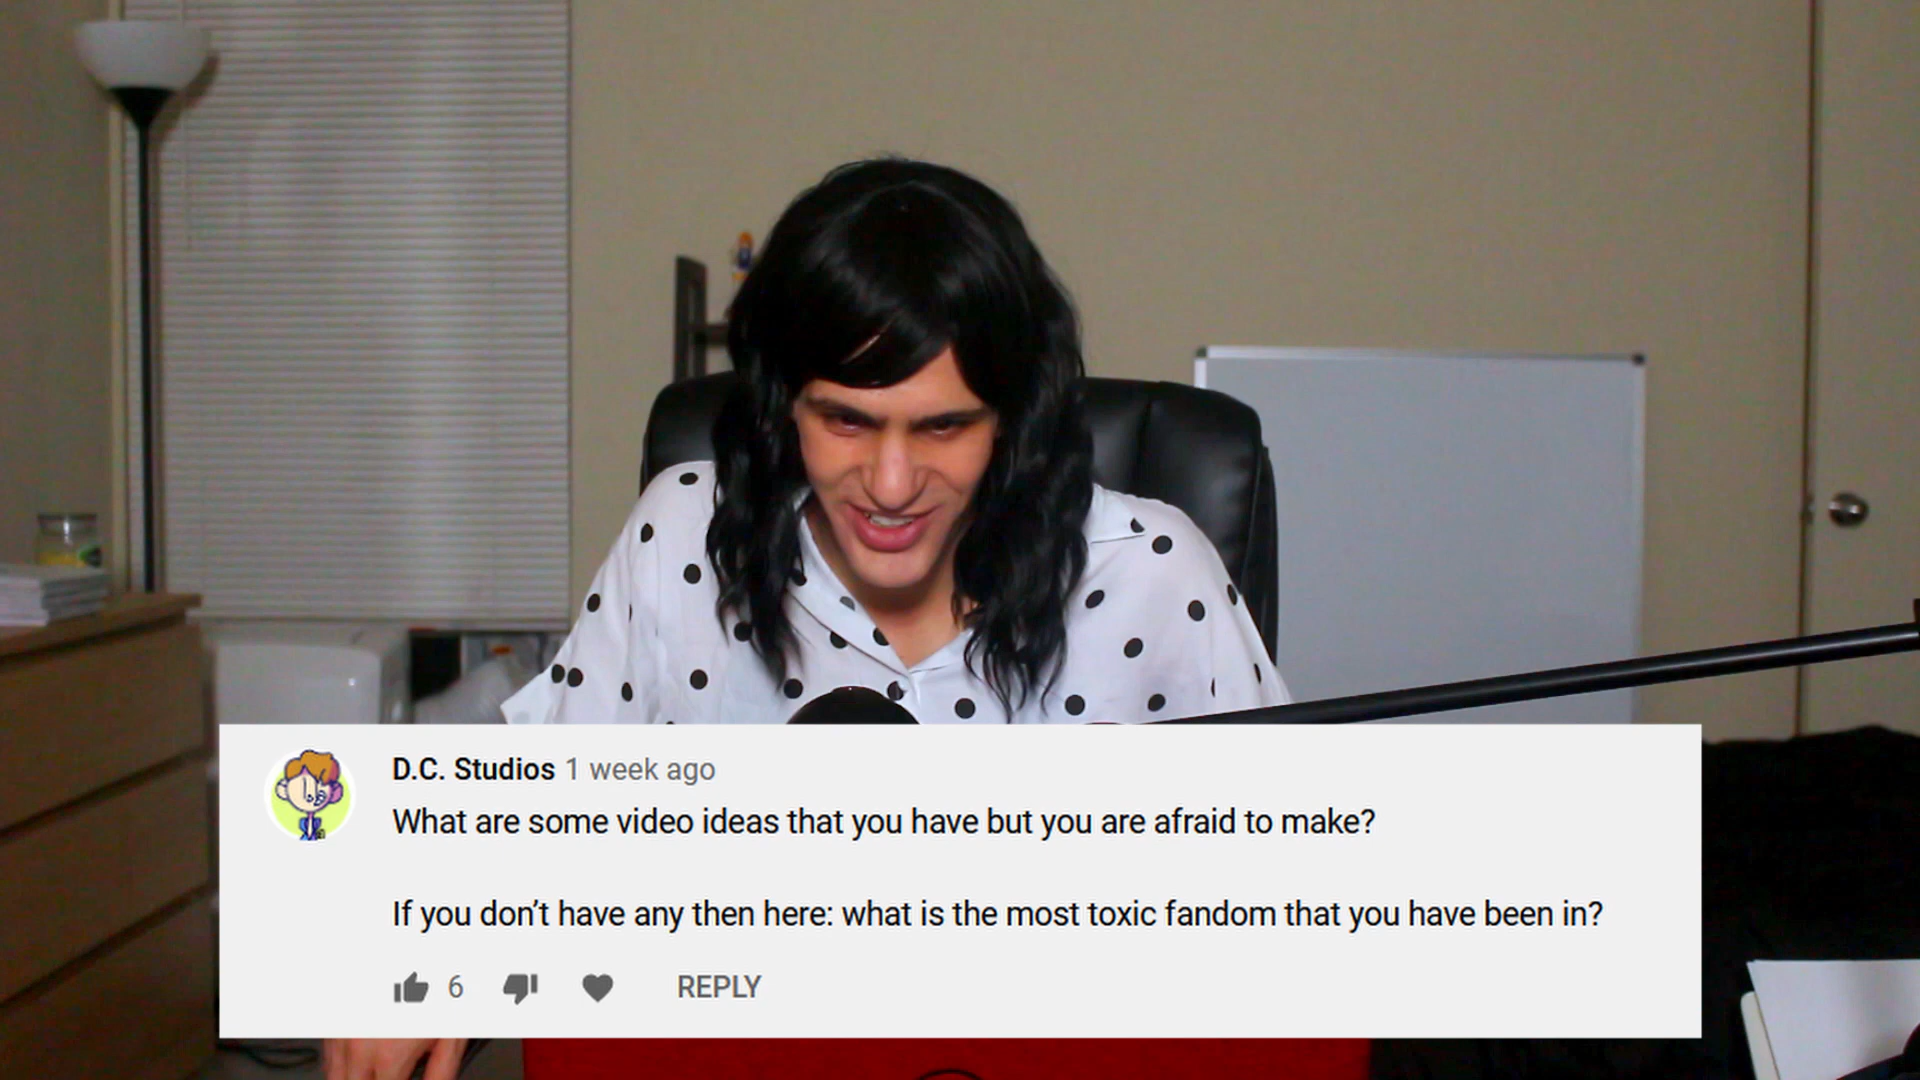 D.C. Studios 1 week ago
What are some video ideas that you have but you are afraid to make?
If you don’t have any then here: what is the most toxic fandom that you have been in?
6 REPLY